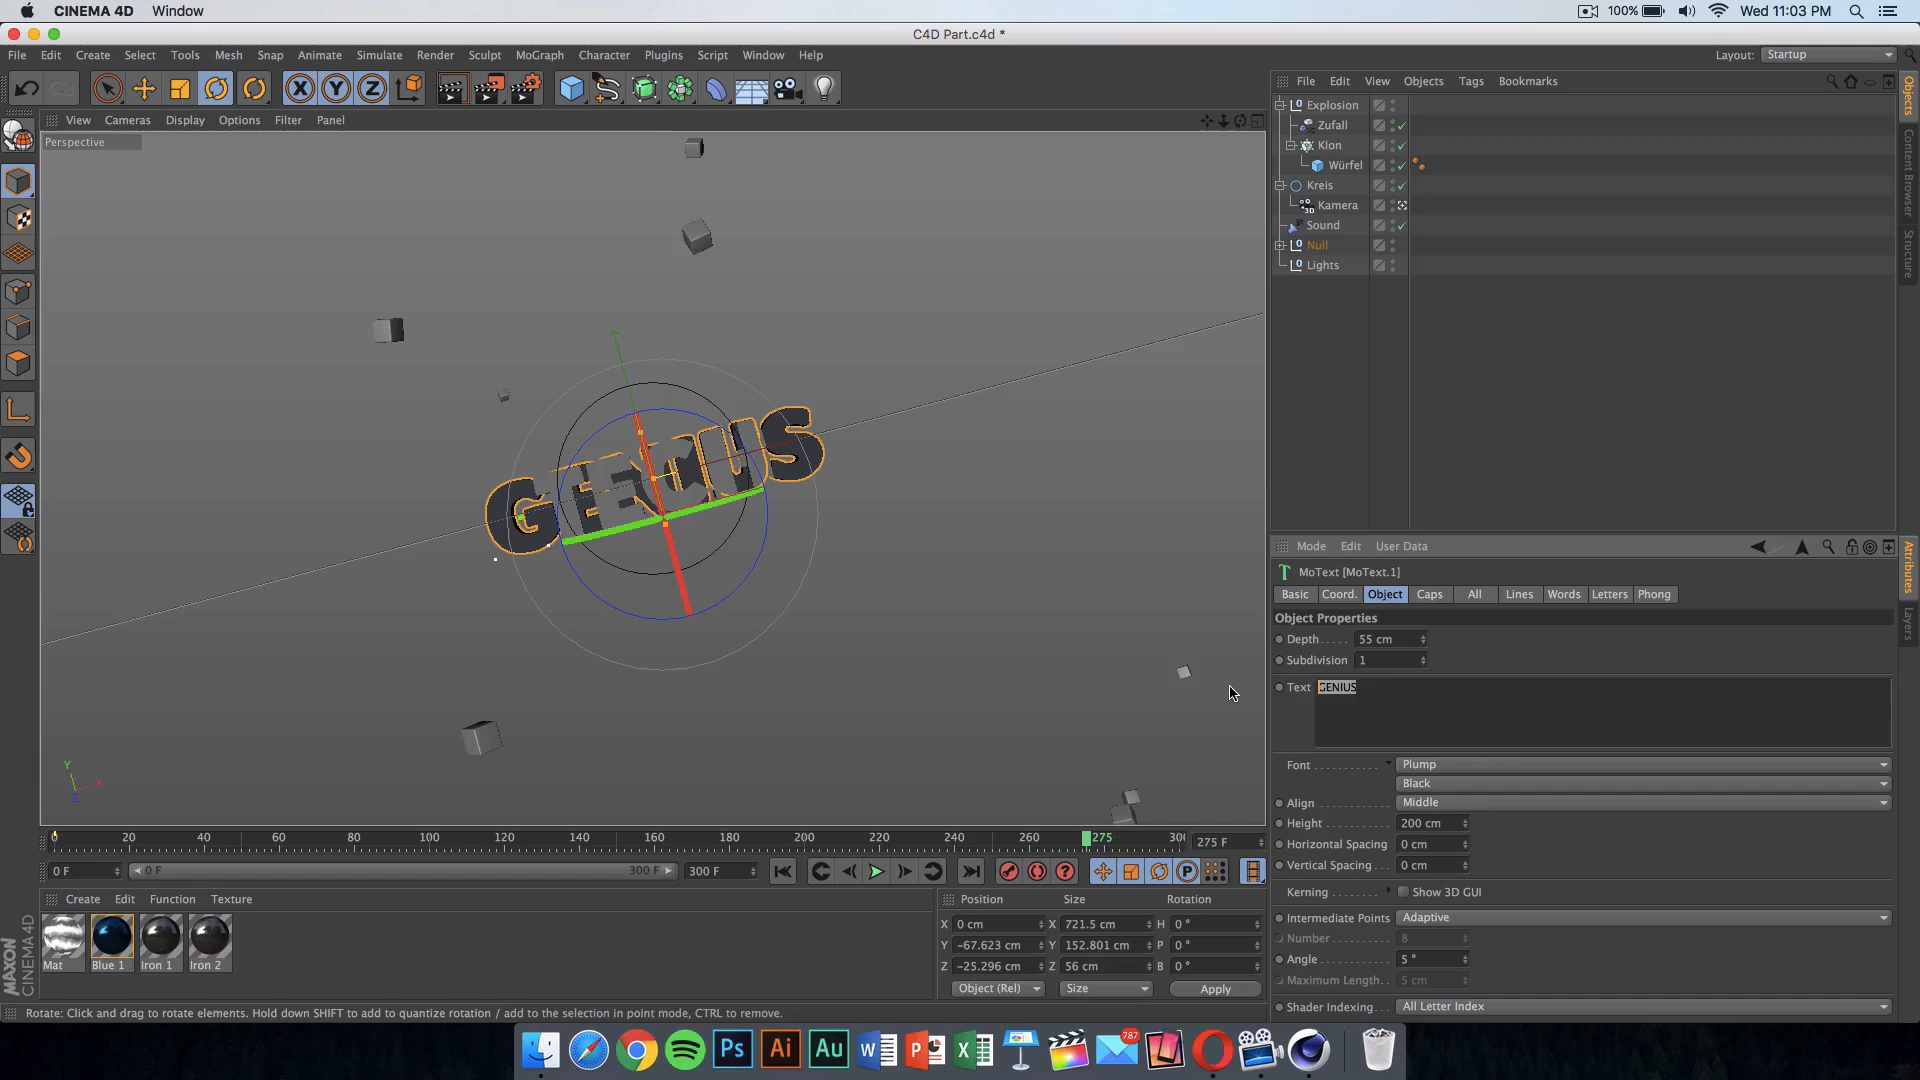 CINEMA 4D Window 100% Wed 11:03 PM
C4D Part.c4d *
File Edit Create Select Tools Mesh Snap Animate Simulate Render Sculpt MoGraph Character Plugins Script Window Help Layout: Startup
File Edit View Objects Tags Bookmarks
View Cameras Display Options Filter Panel
Perspective
Explosion
Zufall
Klon
Würfel
Kreis
Kamera
Sound
Null
Lights
Objects
Content Browser
Structure
GENIUS
Y X Z
Mode Edit User Data
MoText [MoText.1]
Basic Coord. Object Caps All Lines Words Letters Phong
Object Properties
Depth 55 cm
Subdivision 1
Text GENIUS
Font Plump
Black
Align Middle
Height 200 cm
Horizontal Spacing 0 cm
Vertical Spacing 0 cm
Kerning Show 3D GUI
Intermediate Points Adaptive
Number 8
Angle 5 °
Maximum Length 5 cm
Shader Indexing All Letter Index
Attributes
Layers
0 20 40 60 80 100 120 140 160 180 200 220 240 260 275 300 275 F
0 F 0 F 300 F 300 F
Create Edit Function Texture
Mat Blue 1 Iron 1 Iron 2
MAXON CINEMA 4D
Position Size Rotation
X 0 cm X 721.5 cm H 0 °
Y -67.623 cm Y 152.801 cm P 0 °
Z -25.296 cm Z 56 cm B 0 °
Object (Rel) Size Apply
Rotate: Click and drag to rotate elements. Hold down SHIFT to add to quantize rotation / add to the selection in point mode, CTRL to remove.
Ps Ai Au W P X 787